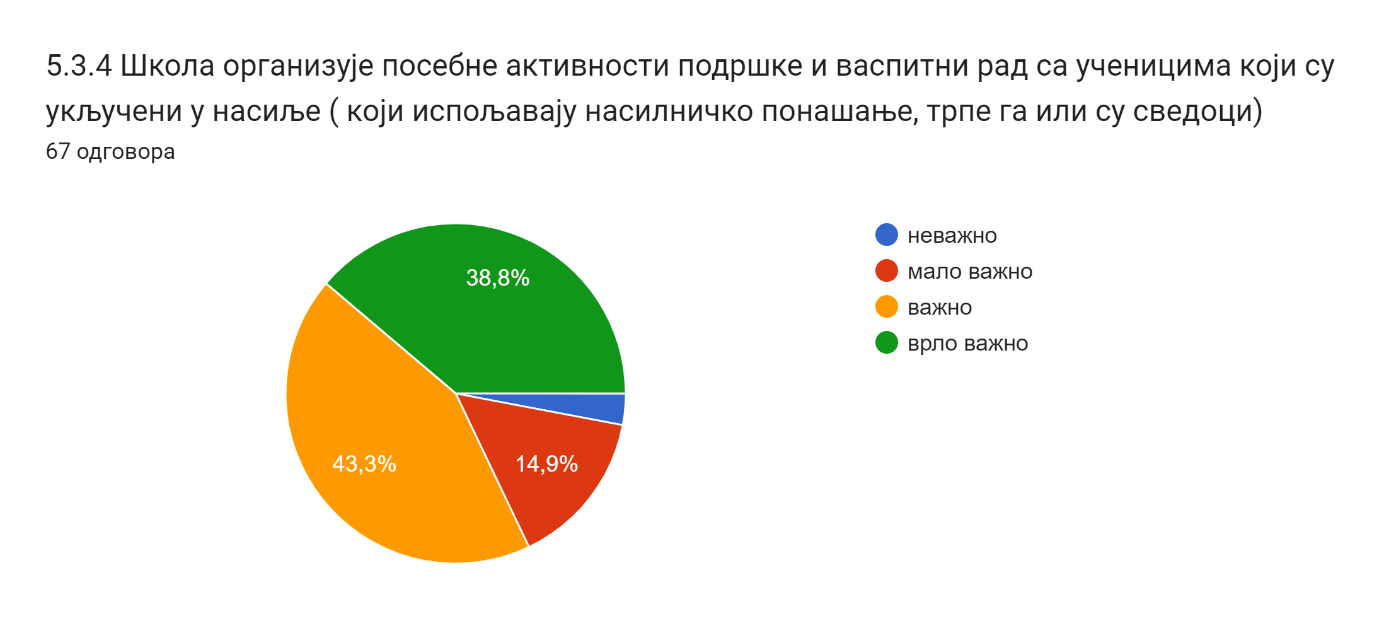 5.3.4 Школа организује посебне активности подршке и васпитни рад са ученицима који су
укључени у насиље ( који испољавају насилничко понашање, трпе га или су сведоци)
67 одговора
38,8%
43,3%
14,9%
неважно
мало важно
важно
врло важно